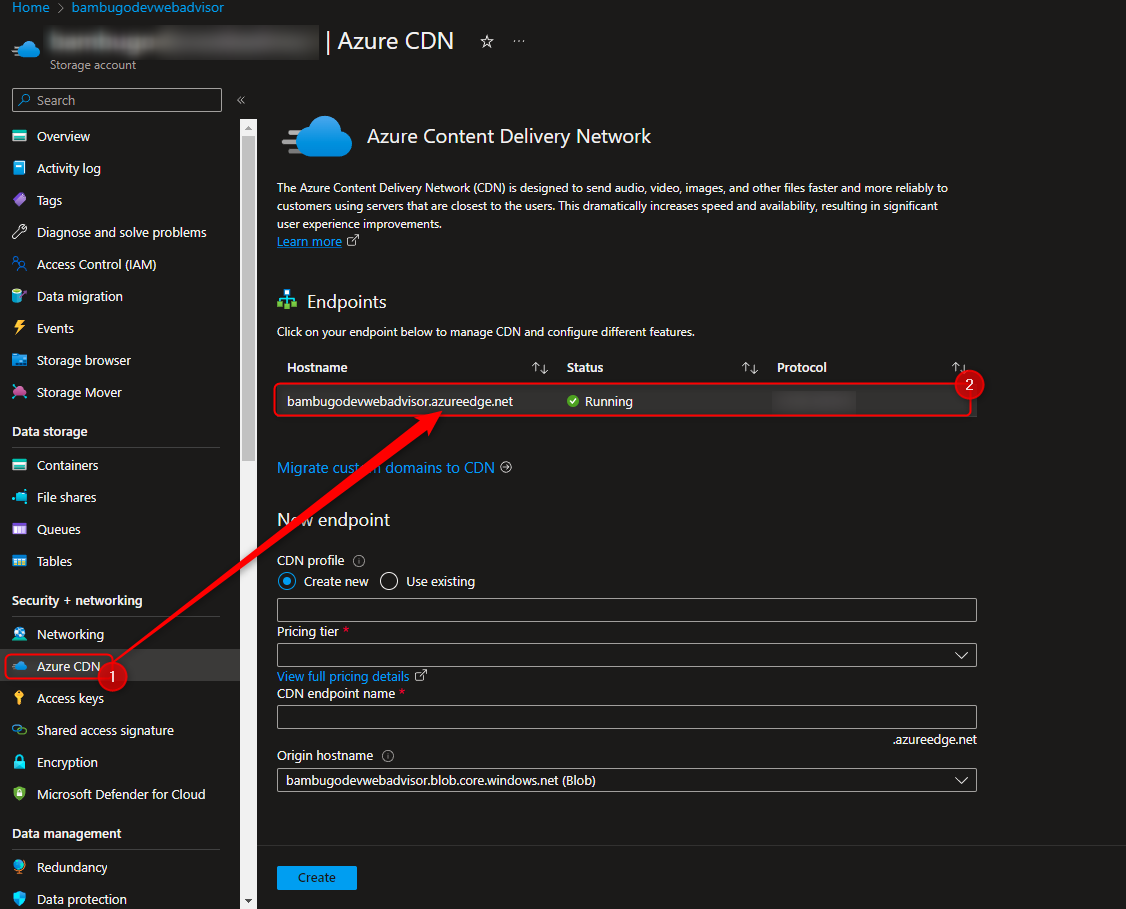 Home > bambugodevwebadvisor
| Azure CDN
Storage account
Search
Overview
Activity log
Tags
Diagnose and solve problems
Access Control (IAM)
Data migration
Events
Storage browser
Storage Mover
Data storage
Containers
File shares
Queues
Tables
Security + networking
Networking
Azure CDN
1
Access keys
Shared access signature
Encryption
Microsoft Defender for Cloud
Data management
Redundancy
Data protection
Azure Content Delivery Network
The Azure Content Delivery Network (CDN) is designed to send audio, video, images, and other files faster and more reliably to
customers using servers that are closest to the users. This dramatically increases speed and availability, resulting in significant
user experience improvements.
Learn more
Endpoints
Click on your endpoint below to manage CDN and configure different features.
Hostname Status Protocol
2
bambugodevwebadvisor.azureedge.net Running
Migrate custom domains to CDN
New endpoint
CDN profile
Create new Use existing
Pricing tier *
View full pricing details
CDN endpoint name *
.azureedge.net
Origin hostname
bambugodevwebadvisor.blob.core.windows.net (Blob)
Create